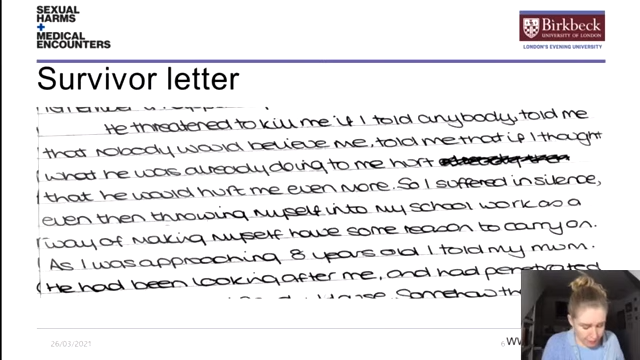 SEXUAL
HARMS
+
MEDICAL
ENCOUNTERS
Birkbeck
UNIVERSITY OF LONDON
LONDON'S EVENING UNIVERSITY
Survivor letter
He threatened to kill me if I told anybody, told me
that nobody would believe me, told me that if I thought
what he was already doing to me hurt
that he would hurt me even more. So I suffered in silence,
even then throwing myself into my school work as a
way of making myself have some reason to carry on.
As I was approaching 8 years old I told my mum.
He had been looking after me, and had penetrated
Somehow
26/03/2021